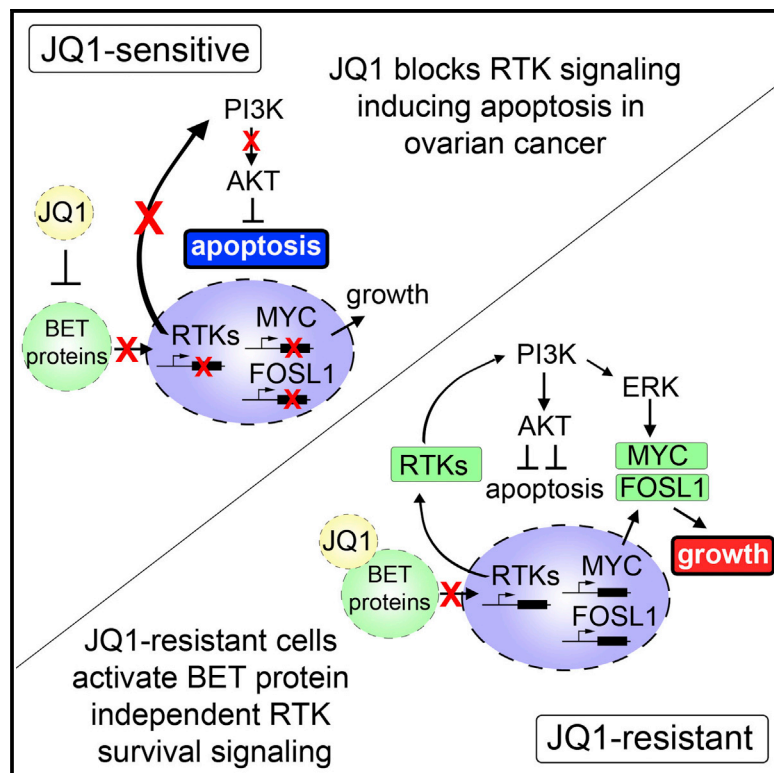 JQ1-sensitive
JQ1 blocks RTK signaling
inducing apoptosis in
ovarian cancer
PI3K
X
AKT
X
JQ1
apoptosis
growth
BET
proteins
X
RTKs
X
MYC
X
FOSL1
X
PI3K
ERK
AKT
RTKs
MYC
FOSL1
apoptosis
growth
JQ1
BET
proteins
X
RTKs
MYC
FOSL1
JQ1-resistant cells
activate BET protein
independent RTK
survival signaling
JQ1-resistant